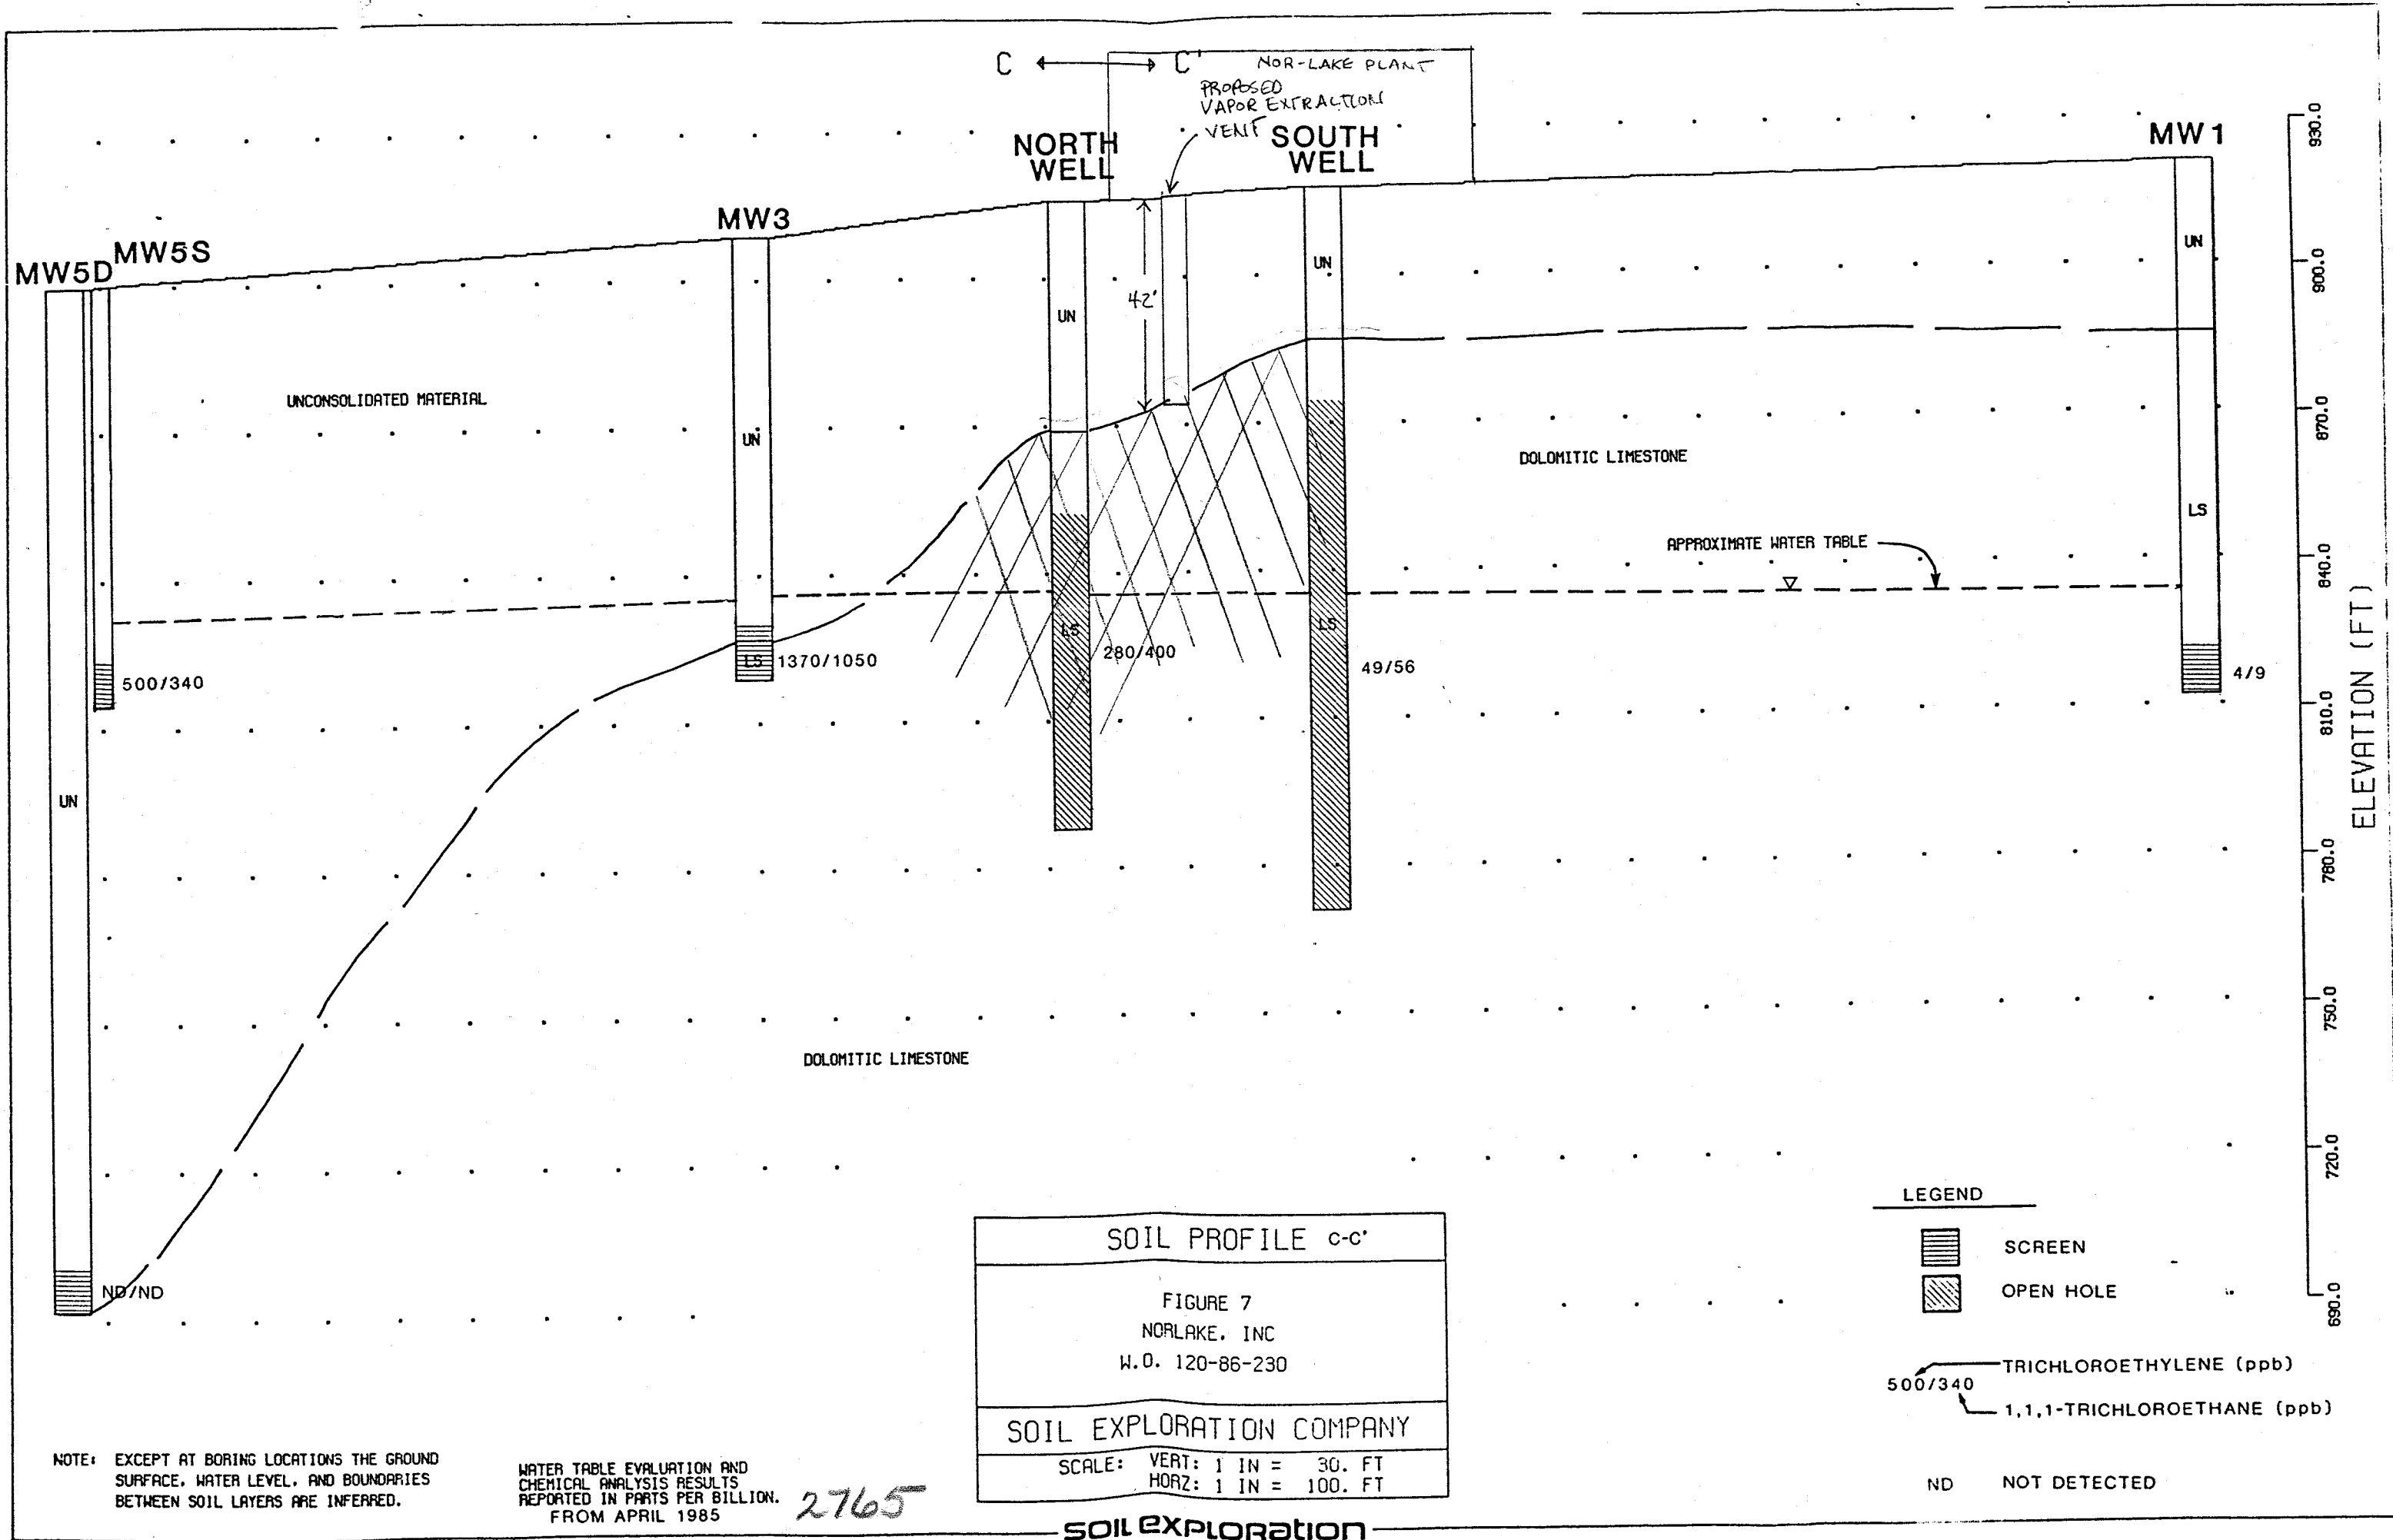 C C'
NOR-LAKE PLANT
PROPOSED
VAPOR EXTRACTION
VENT
NORTH
WELL
SOUTH
WELL
MW 1
MW3
MW5S
MW5D
930.0
900.0
870.0
840.0
810.0
780.0
750.0
720.0
690.0
ELEVATION (FT)
UN
UN
UN
UN
UN
42'
UNCONSOLIDATED MATERIAL
DOLOMITIC LIMESTONE
LS
APPROXIMATE WATER TABLE
LS
LS
LS
500/340
1370/1050
280/400
49/56
4/9
DOLOMITIC LIMESTONE
ND/ND
SOIL PROFILE C-C'
FIGURE 7
NORLAKE, INC
W.O. 120-86-230
SOIL EXPLORATION COMPANY
SCALE: VERT: 1 IN = 30. FT
HORZ: 1 IN = 100. FT
LEGEND
SCREEN
OPEN HOLE
TRICHLOROETHYLENE (ppb)
500/340
1,1,1-TRICHLOROETHANE (ppb)
ND NOT DETECTED
NOTE: EXCEPT AT BORING LOCATIONS THE GROUND
SURFACE, WATER LEVEL, AND BOUNDARIES
BETWEEN SOIL LAYERS ARE INFERRED.
WATER TABLE EVALUATION AND
CHEMICAL ANALYSIS RESULTS
REPORTED IN PARTS PER BILLION.
FROM APRIL 1985
2765
SOIL EXPLORATION